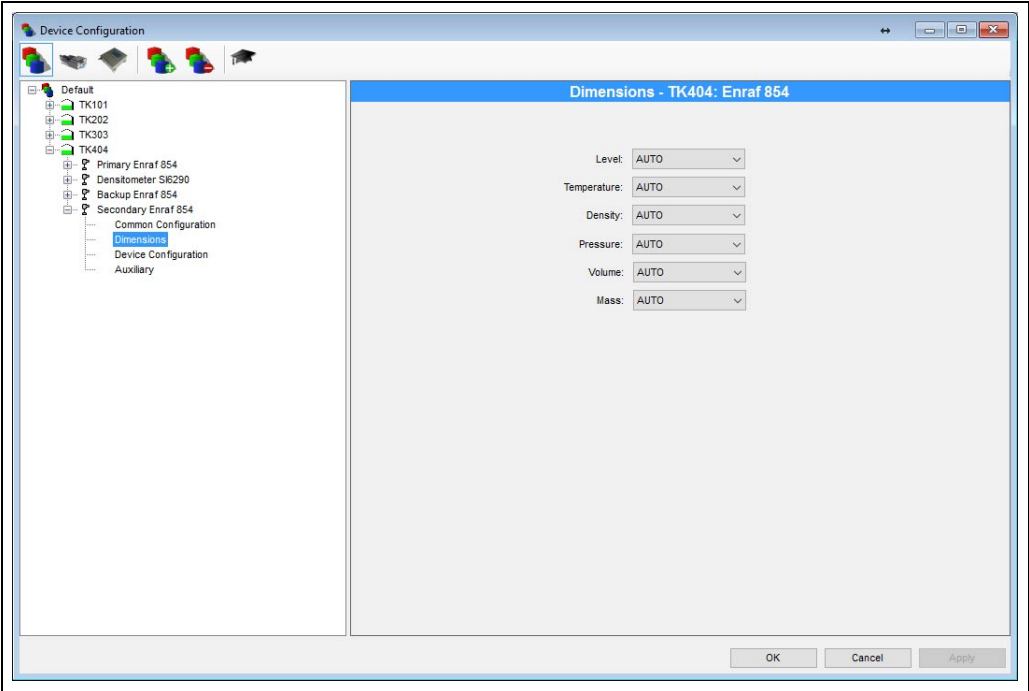 Device Configuration
Default
TK101
TK202
TK303
TK404
Primary Enraf 854
Densitometer SI6290
Backup Enraf 854
Secondary Enraf 854
Common Configuration
Dimensions
Device Configuration
Auxiliary
Dimensions - TK404: Enraf 854
Level: AUTO
Temperature: AUTO
Density: AUTO
Pressure: AUTO
Volume: AUTO
Mass: AUTO
OK Cancel Apply